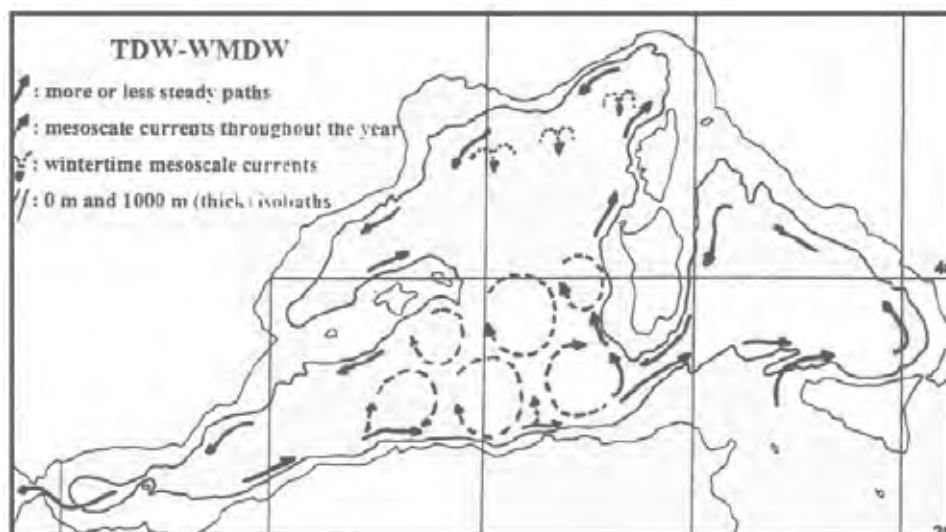 TDW-WMDW
: more or less steady paths
: mesoscale currents throughout the year
: wintertime mesoscale currents
: 0 m and 1000 m (thick) isobaths